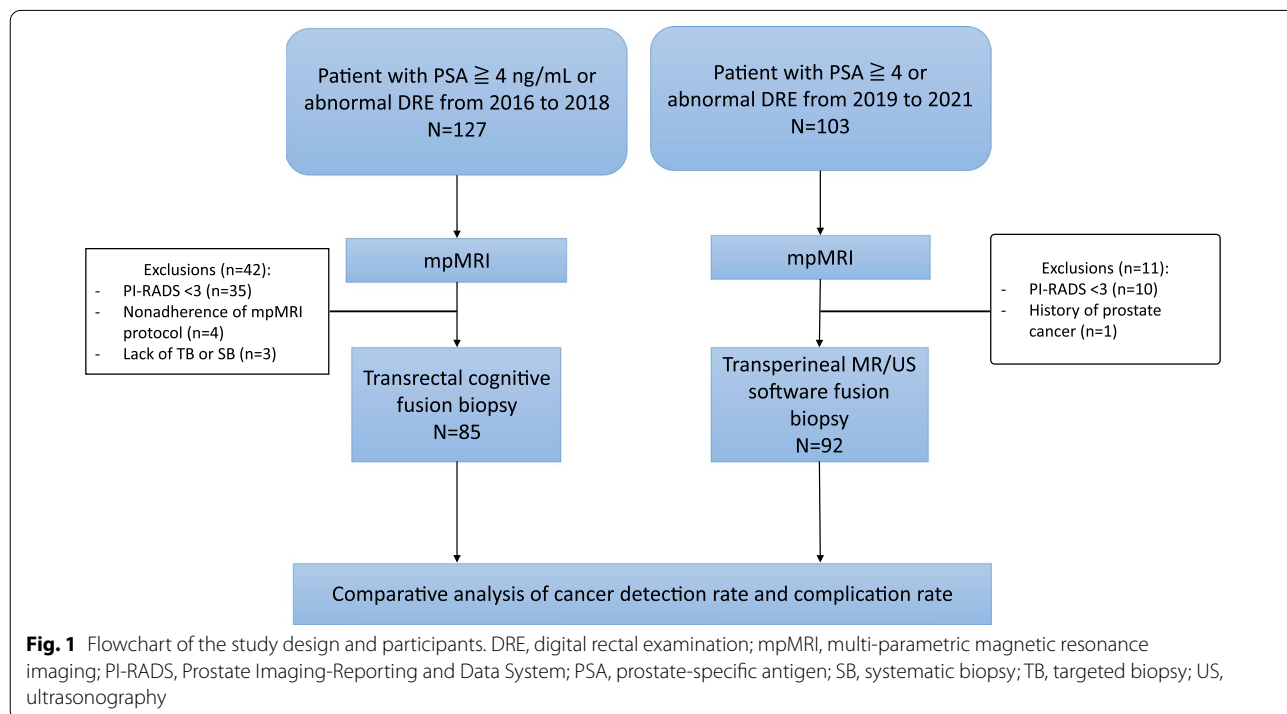 Patient with PSA ≧ 4 ng/mL or
abnormal DRE from 2016 to 2018
N=127
Patient with PSA ≧ 4 or
abnormal DRE from 2019 to 2021
N=103
mpMRI
mpMRI
Exclusions (n=42):
- PI-RADS <3 (n=35)
- Nonadherence of mpMRI
protocol (n=4)
- Lack of TB or SB (n=3)
Exclusions (n=11):
- PI-RADS <3 (n=10)
- History of prostate
cancer (n=1)
Transrectal cognitive
fusion biopsy
N=85
Transperineal MR/US
software fusion
biopsy
N=92
Comparative analysis of cancer detection rate and complication rate
Fig. 1 Flowchart of the study design and participants. DRE, digital rectal examination; mpMRI, multi-parametric magnetic resonance
imaging; PI-RADS, Prostate Imaging-Reporting and Data System; PSA, prostate-specific antigen; SB, systematic biopsy; TB, targeted biopsy; US,
ultrasonography